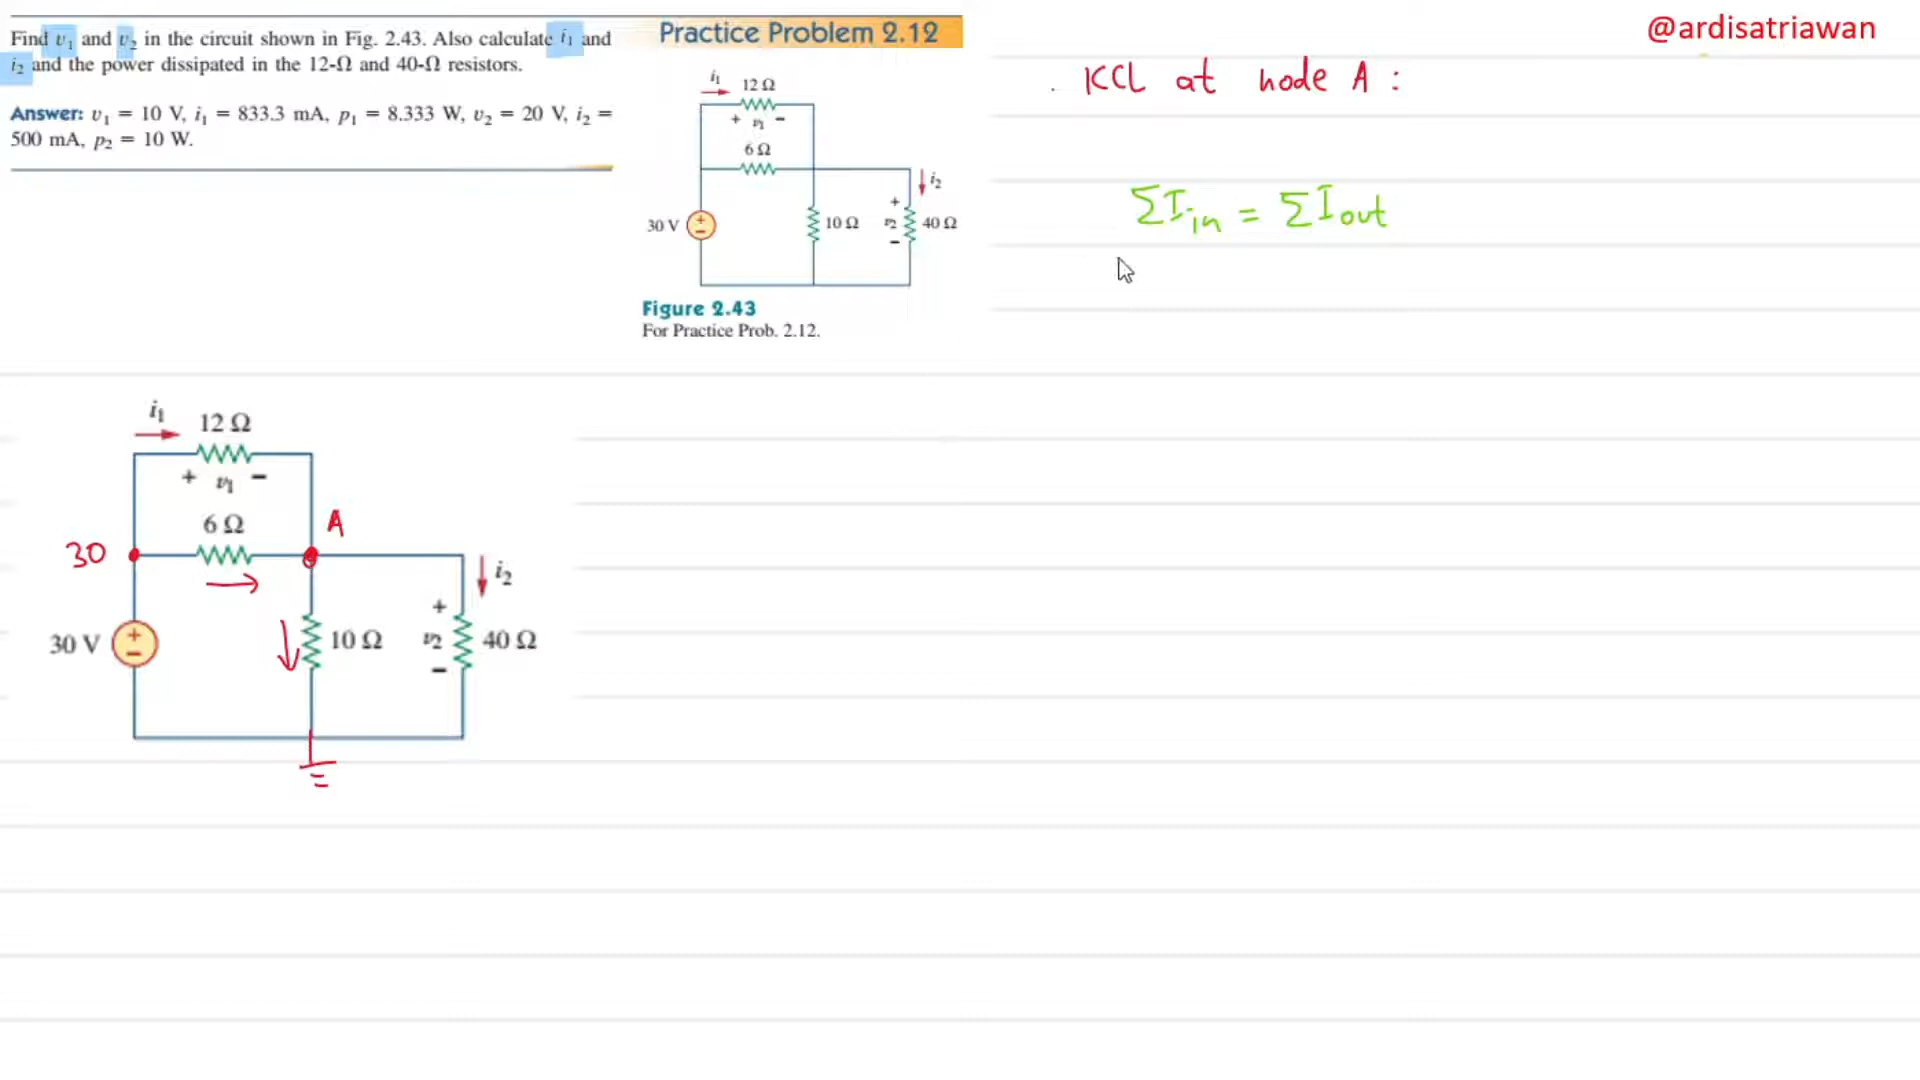 @ardisatriawan
Find v₁ and v₂ in the circuit shown in Fig. 2.43. Also calculate i₁ and
i₂ and the power dissipated in the 12-Ω and 40-Ω resistors.
Answer: v₁ = 10 V, i₁ = 833.3 mA, p₁ = 8.333 W, v₂ = 20 V, i₂ =
500 mA, p₂ = 10 W.
Practice Problem 2.12
i₁
12 Ω
+ v₁ −
6 Ω
i₂
30 V
+
−
10 Ω
+
v₂
−
40 Ω
Figure 2.43
For Practice Prob. 2.12.
. KCL at node A :
ΣI in = ΣI out
i₁
12 Ω
+ v₁ −
6 Ω
A
30
i₂
30 V
+
−
10 Ω
+
v₂
−
40 Ω